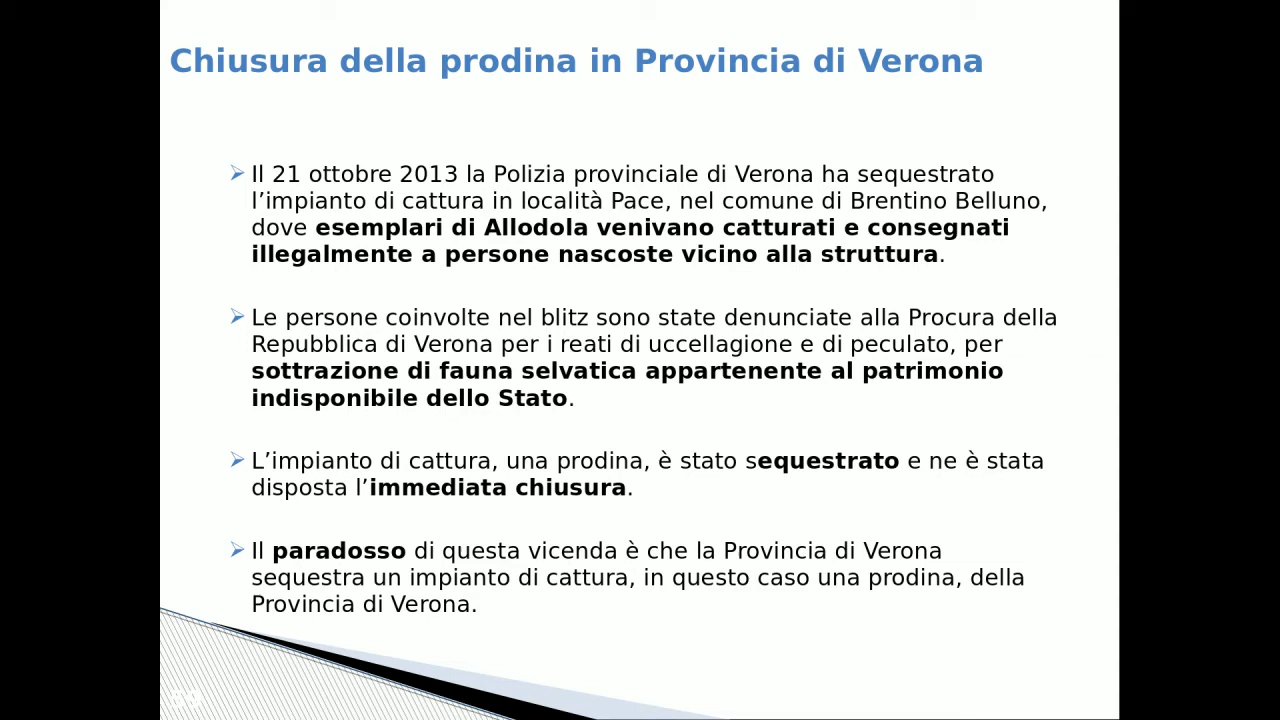 Chiusura della prodina in Provincia di Verona
Il 21 ottobre 2013 la Polizia provinciale di Verona ha sequestrato
l’impianto di cattura in località Pace, nel comune di Brentino Belluno,
dove esemplari di Allodola venivano catturati e consegnati
illegalmente a persone nascoste vicino alla struttura.
Le persone coinvolte nel blitz sono state denunciate alla Procura della
Repubblica di Verona per i reati di uccellagione e di peculato, per
sottrazione di fauna selvatica appartenente al patrimonio
indisponibile dello Stato.
L’impianto di cattura, una prodina, è stato sequestrato e ne è stata
disposta l’immediata chiusura.
Il paradosso di questa vicenda è che la Provincia di Verona
sequestra un impianto di cattura, in questo caso una prodina, della
Provincia di Verona.